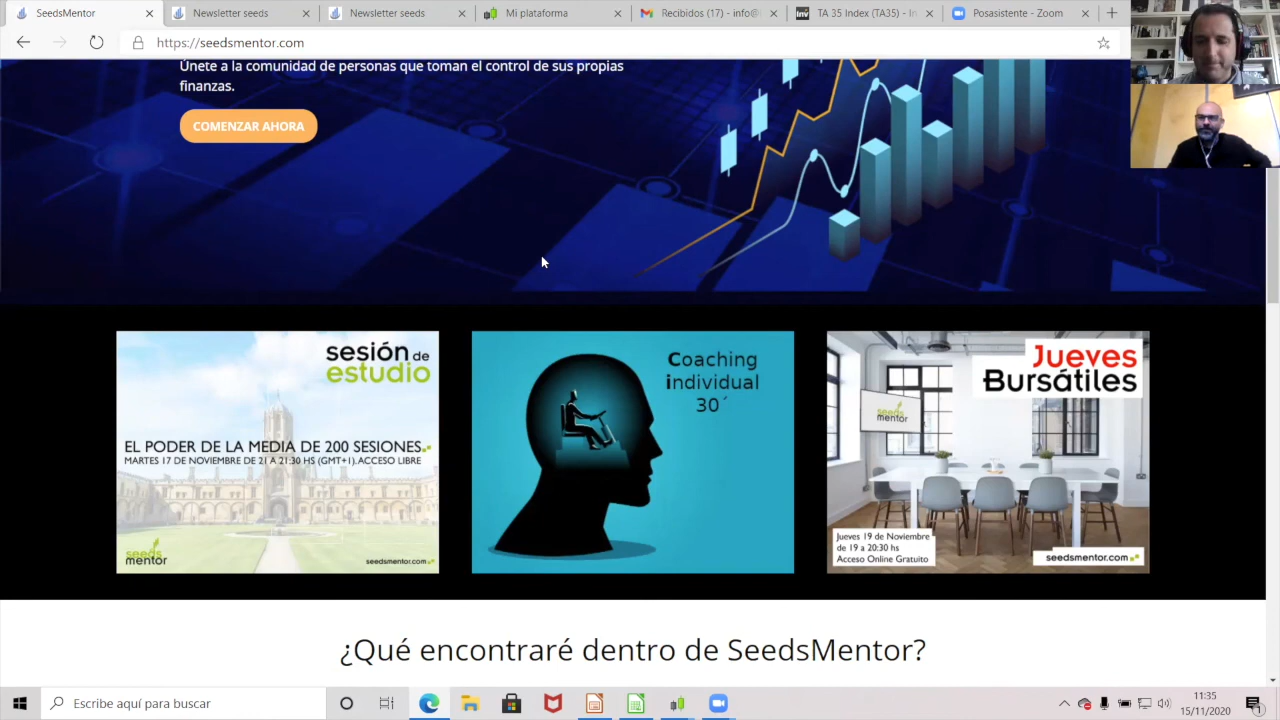 SeedsMentor
Newsletter seeds
Newsletter seeds
Mi plataforma
Recibidos (17) - info@
TA 35 Index (TA35) - In
Posasistente - Zoom
https://seedsmentor.com
Únete a la comunidad de personas que toman el control de sus propias
finanzas.
COMENZAR AHORA
sesión de
estudio
EL PODER DE LA MEDIA DE 200 SESIONES
MARTES 17 DE NOVIEMBRE DE 21 A 21:30 HS (GMT+1). ACCESO LIBRE
seeds
mentor
seedsmentor.com
Coaching
individual
30´
Jueves
Bursátiles
seeds
mentor
Jueves 19 de Noviembre
de 19 a 20:30 hs
Acceso Online Gratuito
seedsmentor.com
¿Qué encontraré dentro de SeedsMentor?
Escribe aquí para buscar
11:35
15/11/2020
1